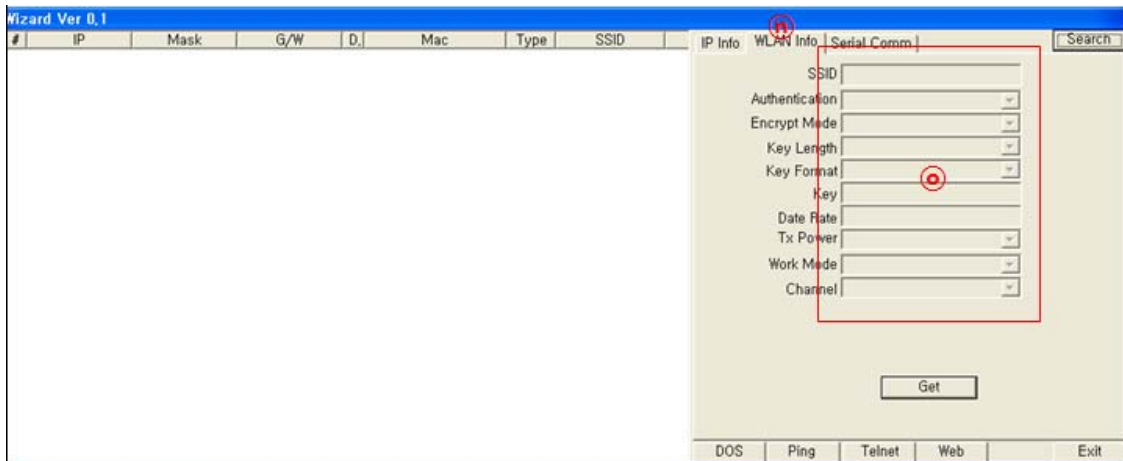 Wizard Ver 0,1
# IP Mask G/W D, Mac Type SSID
IP Info WLAN Info Serial Comm Search
n
SSID
Authentication
Encrypt Mode
Key Length
Key Format
o
Key
Date Rate
Tx Power
Work Mode
Channel
Get
DOS Ping Telnet Web Exit